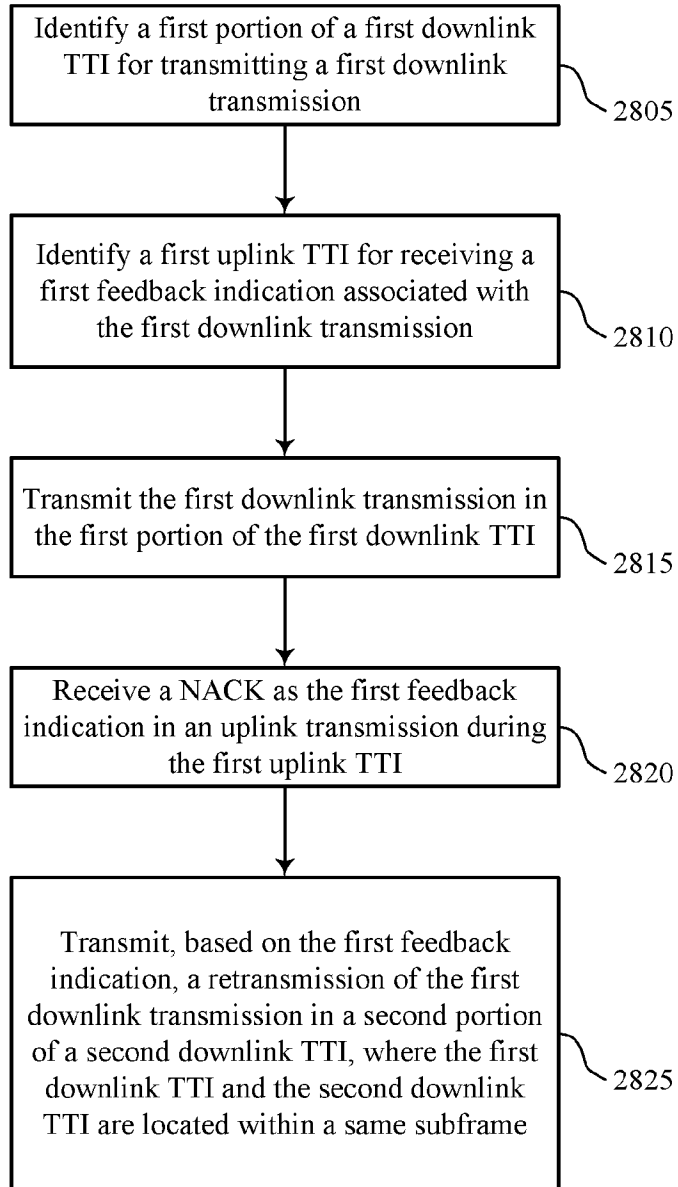 Identify a first portion of a first downlink
TTI for transmitting a first downlink
transmission
2805
Identify a first uplink TTI for receiving a
first feedback indication associated with
the first downlink transmission
2810
Transmit the first downlink transmission in
the first portion of the first downlink TTI
2815
Receive a NACK as the first feedback
indication in an uplink transmission during
the first uplink TTI
2820
Transmit, based on the first feedback
indication, a retransmission of the first
downlink transmission in a second portion
of a second downlink TTI, where the first
downlink TTI and the second downlink
TTI are located within a same subframe
2825